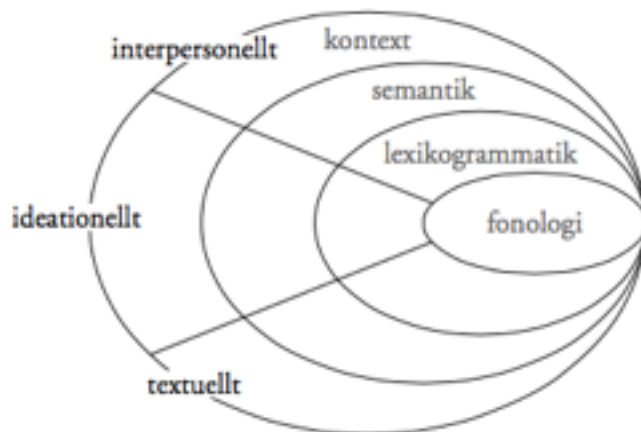 kontext
interpersonellt
semantik
lexikogrammatik
ideationellt
fonologi
textuellt